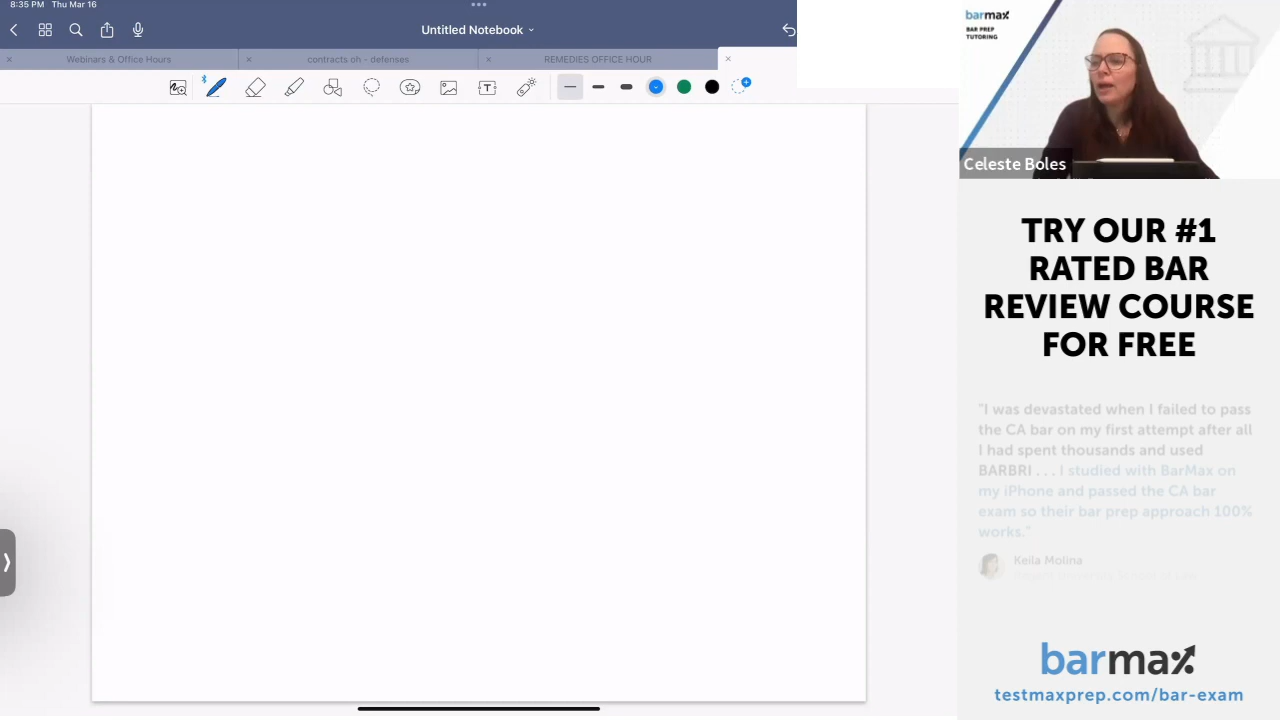 8:35 PM Thu Mar 16
Untitled Notebook
Webinars & Office Hours
contracts oh - defenses
REMEDIES OFFICE HOUR
barmax
BAR PREP
TUTORING
Celeste Boles
TRY OUR #1
RATED BAR
REVIEW COURSE
FOR FREE
"I was devastated when I failed to pass
the CA bar on my first attempt after all
I had spent thousands and used
BARBRI . . . I studied with BarMax on
my iPhone and passed the CA bar
exam so their bar prep approach 100%
works."
Keila Molina
barmax
testmaxprep.com/bar-exam